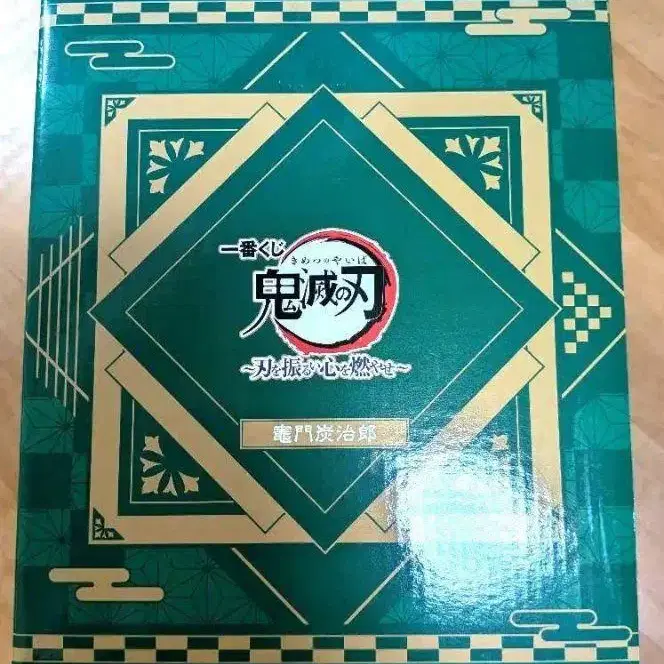 一番くじ
きめつのやいば
鬼滅の刃
~刃を振るい心を燃やせ~
竈門炭治郎